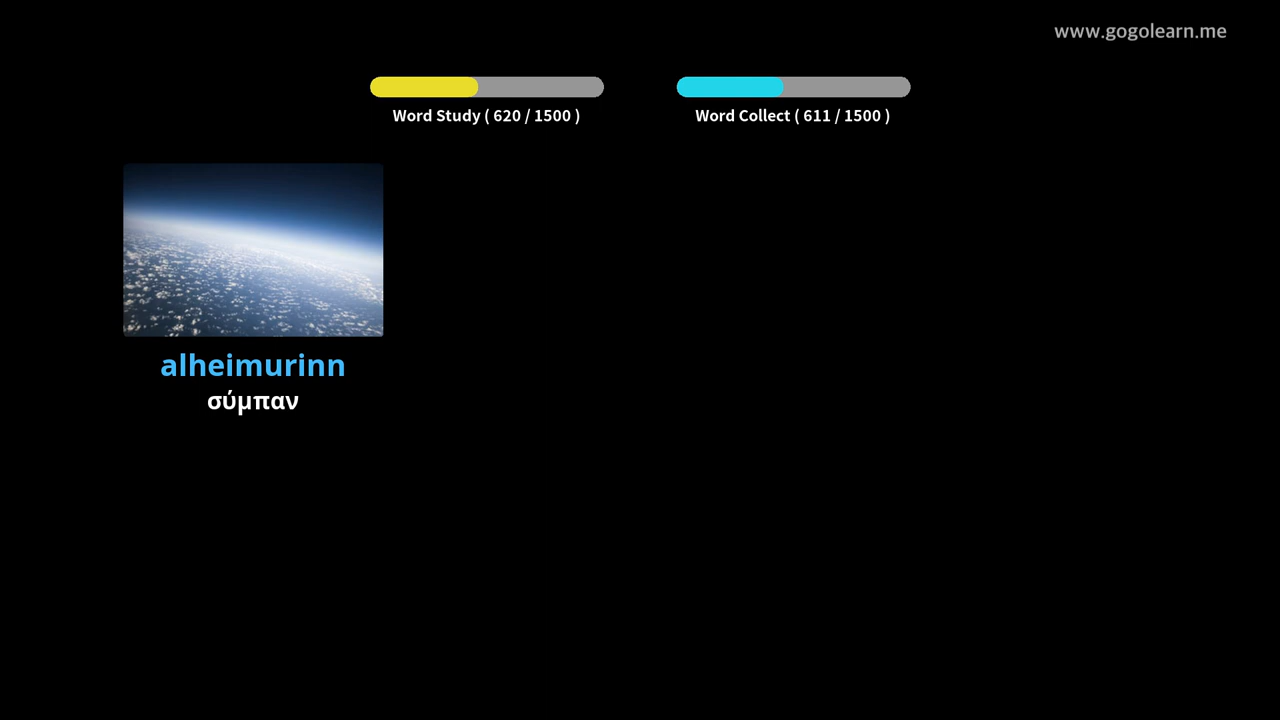 www.gogolearn.me
Word Study ( 620 / 1500 )
Word Collect ( 611 / 1500 )
alheimurinn
σύμπαν